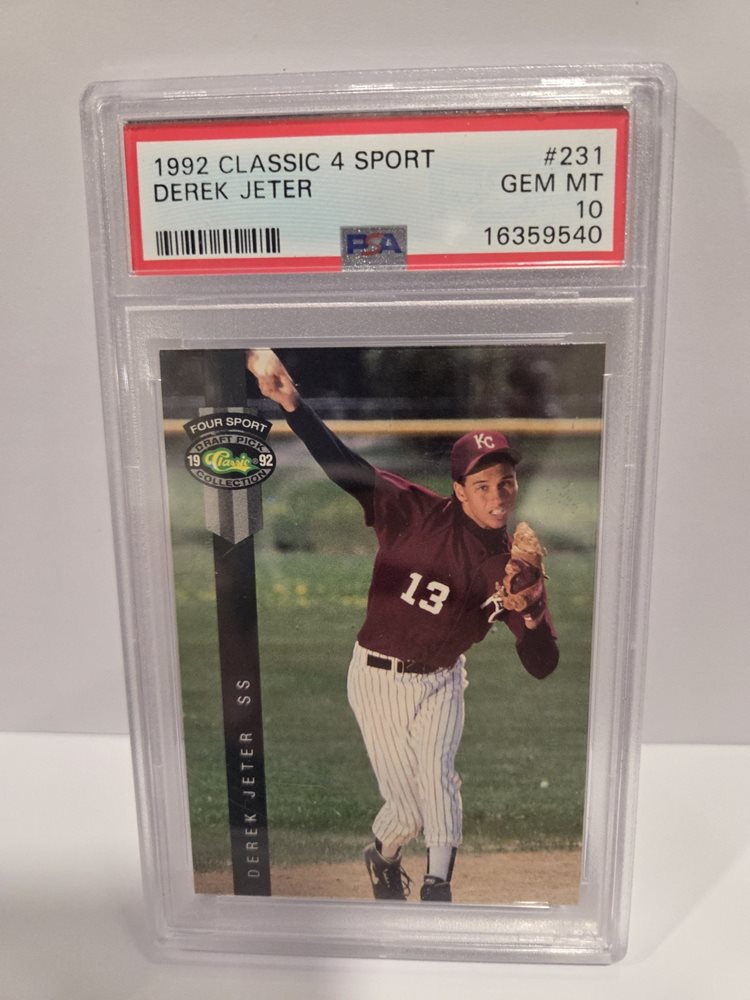 1992 CLASSIC 4 SPORT #231
DEREK JETER GEM MT
10
PSA 16359540
FOUR SPORT
DRAFT PICK
19 Classic® 92
COLLECTION
KC
13
DEREK JETER SS